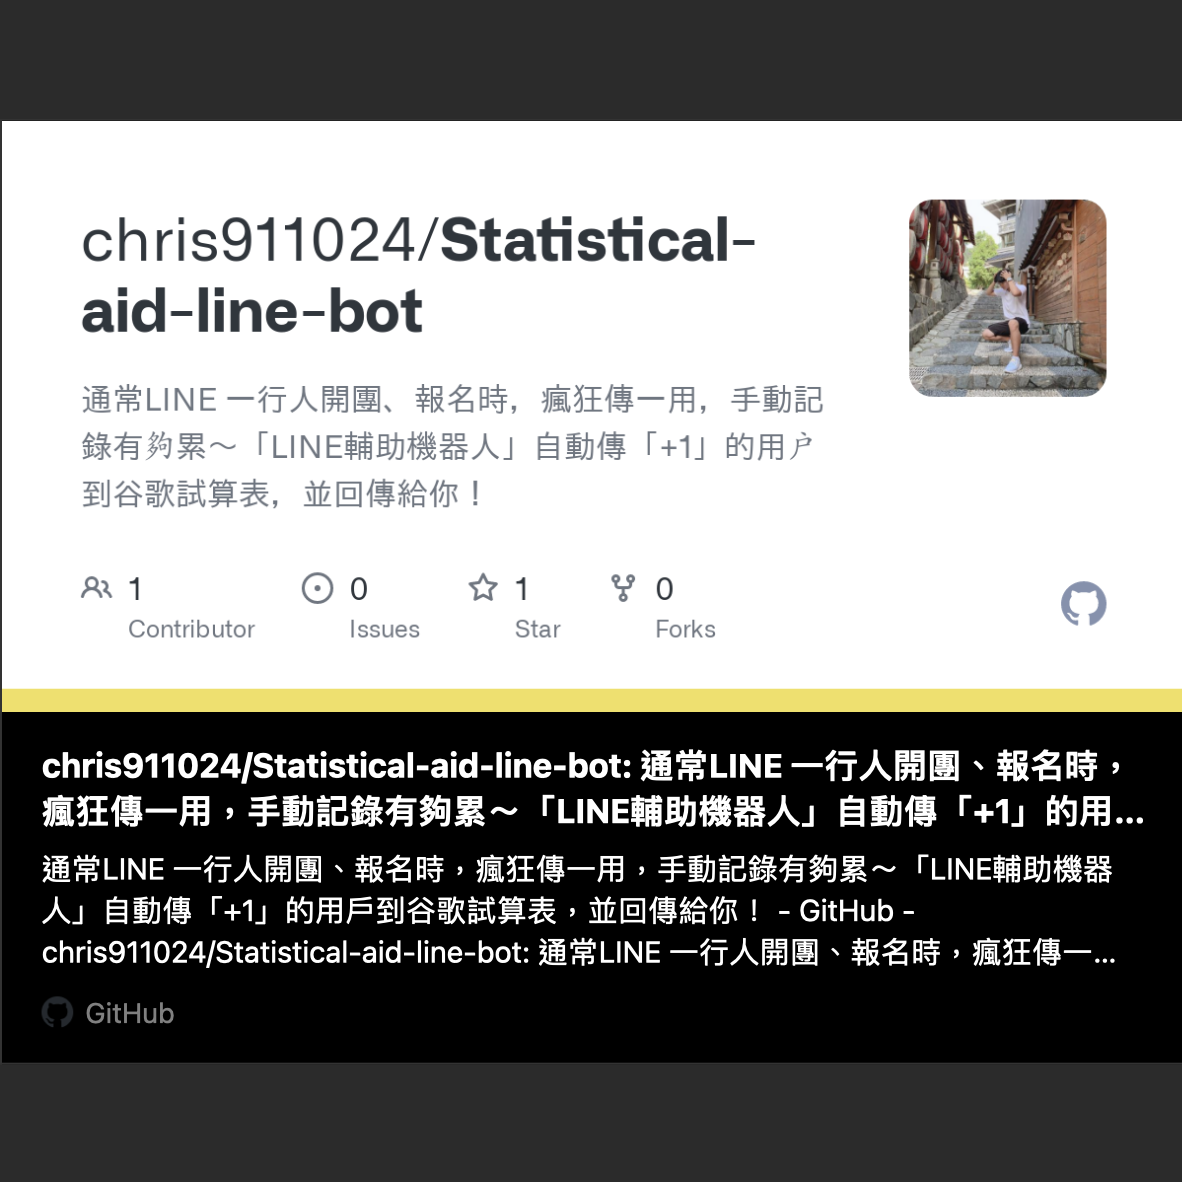 chris911024/Statistical-
aid-line-bot
通常LINE 一行人開團、報名時，瘋狂傳一用，手動記
錄有夠累～「LINE輔助機器人」自動傳「+1」的用戶
到谷歌試算表，並回傳給你！
1
Contributor
0
Issues
1
Star
0
Forks
chris911024/Statistical-aid-line-bot: 通常LINE 一行人開團、報名時，
瘋狂傳一用，手動記錄有夠累～「LINE輔助機器人」自動傳「+1」的用...
通常LINE 一行人開團、報名時，瘋狂傳一用，手動記錄有夠累～「LINE輔助機器
人」自動傳「+1」的用戶到谷歌試算表，並回傳給你！ - GitHub -
chris911024/Statistical-aid-line-bot: 通常LINE 一行人開團、報名時，瘋狂傳一...
GitHub